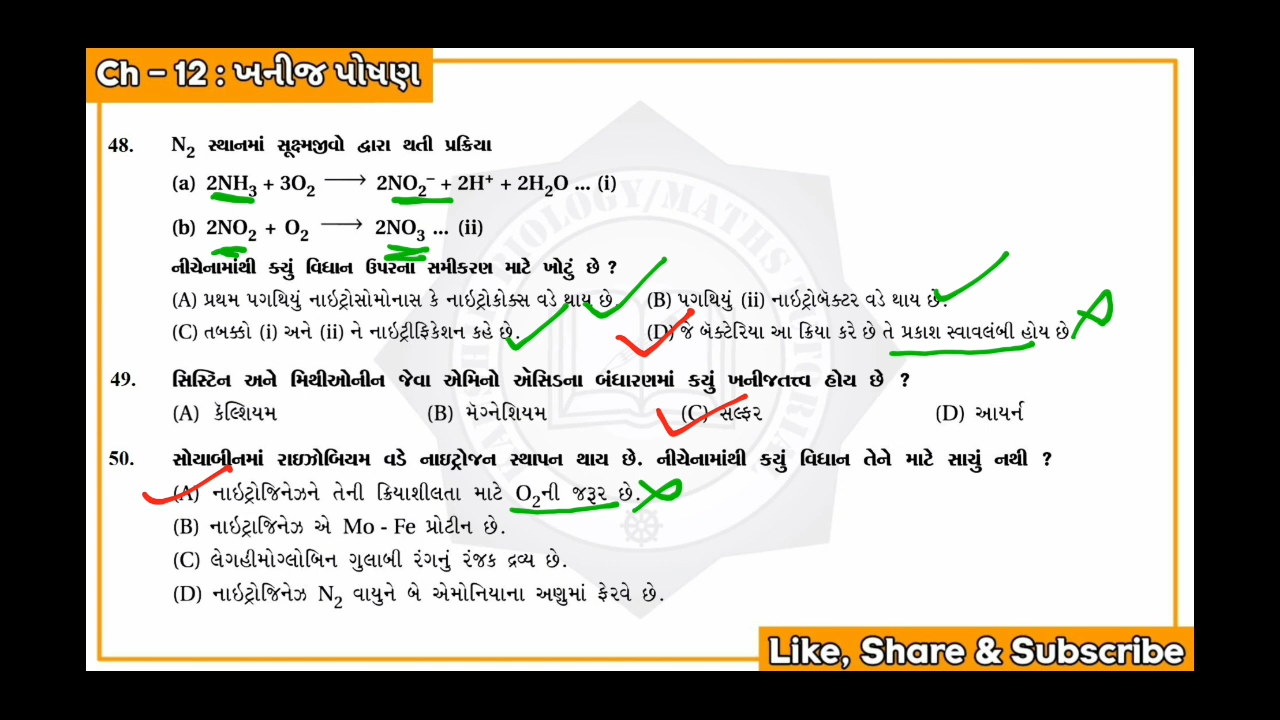 Ch – 12 : ખનીજ પોષણ
48. N₂ સ્થાનમાં સૂક્ષ્મજીવો દ્વારા થતી પ્રક્રિયા
(a) 2NH₃ + 3O₂ ⟶ 2NO₂⁻ + 2H⁺ + 2H₂O ... (i)
(b) 2NO₂ + O₂ ⟶ 2NO₃ ... (ii)
નીચેનામાંથી ક્યું વિધાન ઉપરના સમીકરણ માટે ખોટું છે ?
(A) પ્રથમ પગથિયું નાઇટ્રોસોમોનાસ કે નાઇટ્રોકોક્સ વડે થાય છે. (B) પગથિયું (ii) નાઇટ્રોબૅક્ટર વડે થાય છે.
(C) તબક્કો (i) અને (ii) ને નાઇટ્રીફિકેશન કહે છે. (D) જે બૅક્ટેરિયા આ ક્રિયા કરે છે તે પ્રકાશ સ્વાવલંબી હોય છે.
49. સિસ્ટિન અને મિથીઓનીન જેવા એમિનો ઍસિડના બંધારણમાં કયું ખનીજતત્ત્વ હોય છે ?
(A) કૅલ્શિયમ (B) મૅગ્નેશિયમ (C) સલ્ફર (D) આયર્ન
50. સોયાબીનમાં રાઇઝોબિયમ વડે નાઇટ્રોજન સ્થાપન થાય છે. નીચેનામાંથી કયું વિધાન તેને માટે સાચું નથી ?
(A) નાઇટ્રોજિનેઝને તેની ક્રિયાશીલતા માટે O₂ની જરૂર છે.
(B) નાઇટ્રાજિનેઝ એ Mo - Fe પ્રોટીન છે.
(C) લેગહીમોગ્લોબિન ગુલાબી રંગનું રંજક દ્રવ્ય છે.
(D) નાઇટ્રોજિનેઝ N₂ વાયુને બે એમોનિયાના અણુમાં ફેરવે છે.
Like, Share & Subscribe